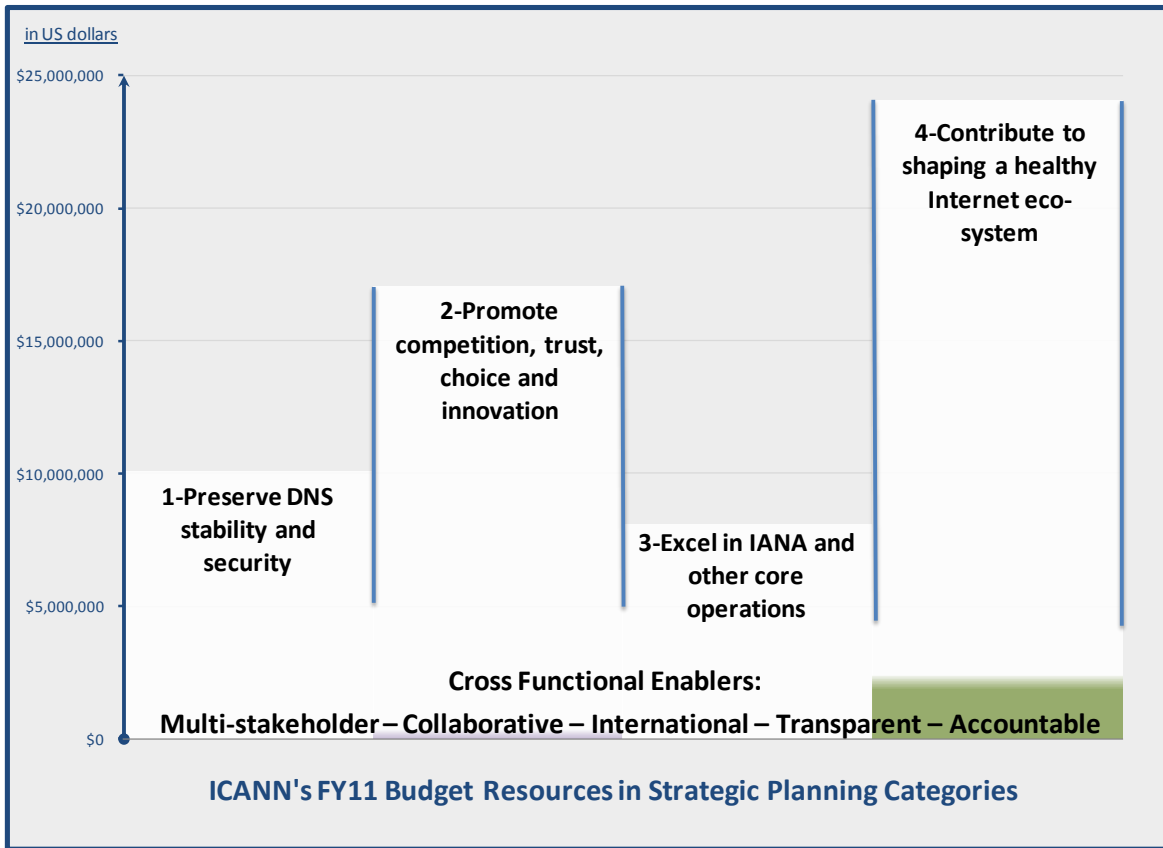 in US dollars
$25,000,000
$20,000,000
$15,000,000
$10,000,000
$5,000,000
$0
1-Preserve DNS
stability and
security
2-Promote
competition, trust,
choice and
innovation
3-Excel in IANA and
other core
operations
4-Contribute to
shaping a healthy
Internet eco-
system
Cross Functional Enablers:
Multi-stakeholder – Collaborative – International – Transparent – Accountable
ICANN's FY11 Budget Resources in Strategic Planning Categories